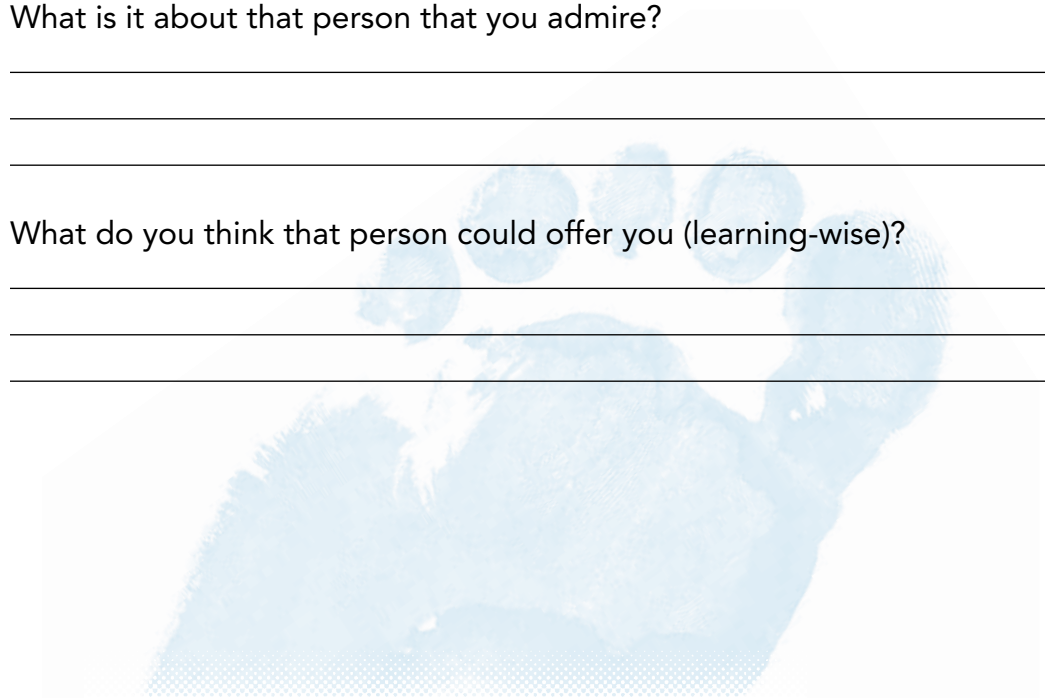 What is it about that person that you admire?
What do you think that person could offer you (learning-wise)?